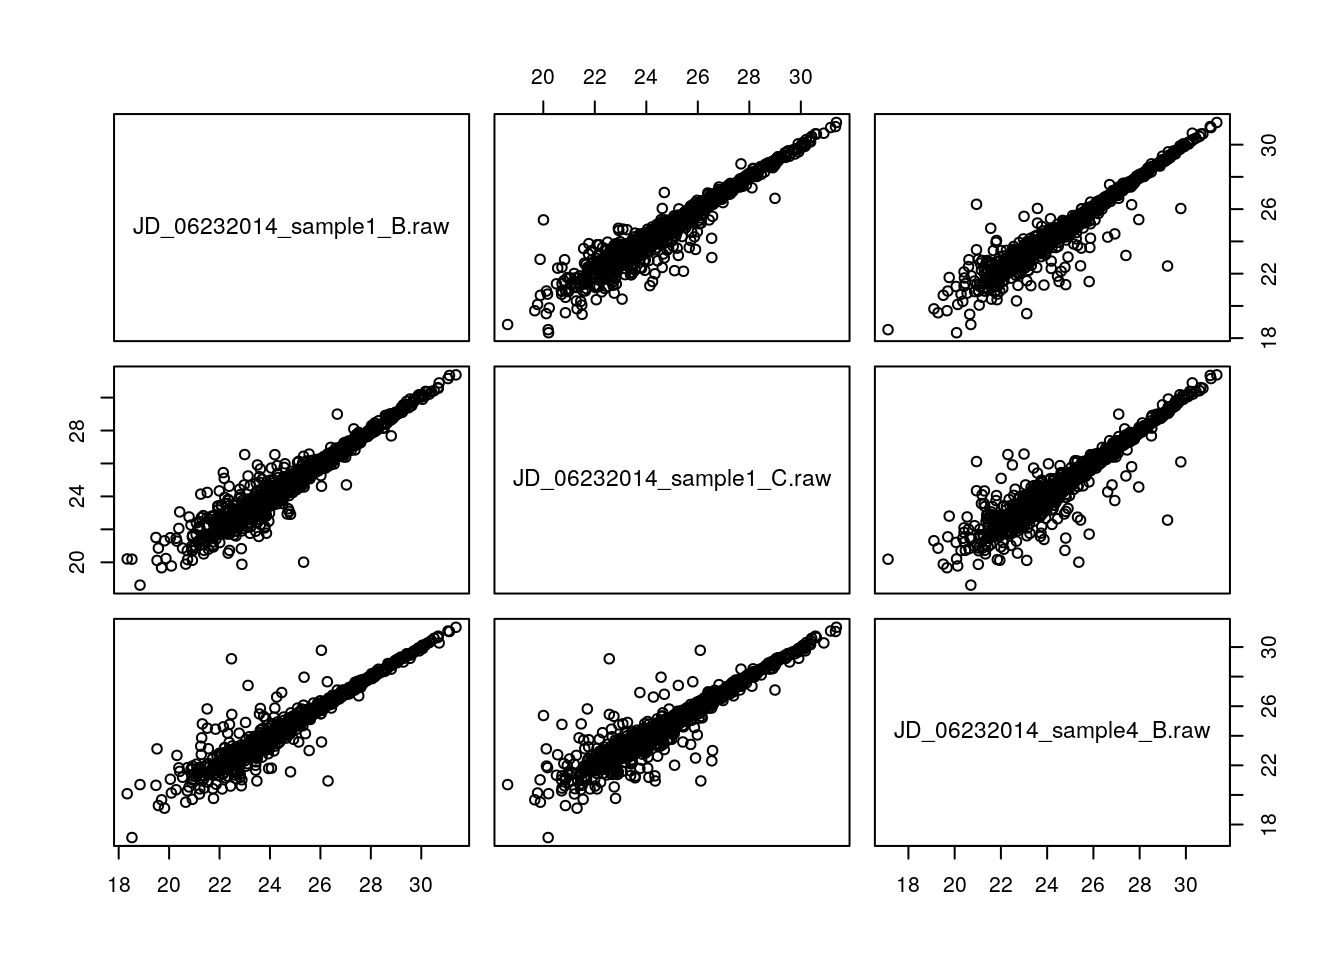 20 22 24 26 28 30
JD_06232014_sample1_B.raw
18 22 26 30
20 24 28
JD_06232014_sample1_C.raw
JD_06232014_sample4_B.raw
18 22 26 30
18 20 22 24 26 28 30
18 20 22 24 26 28 30